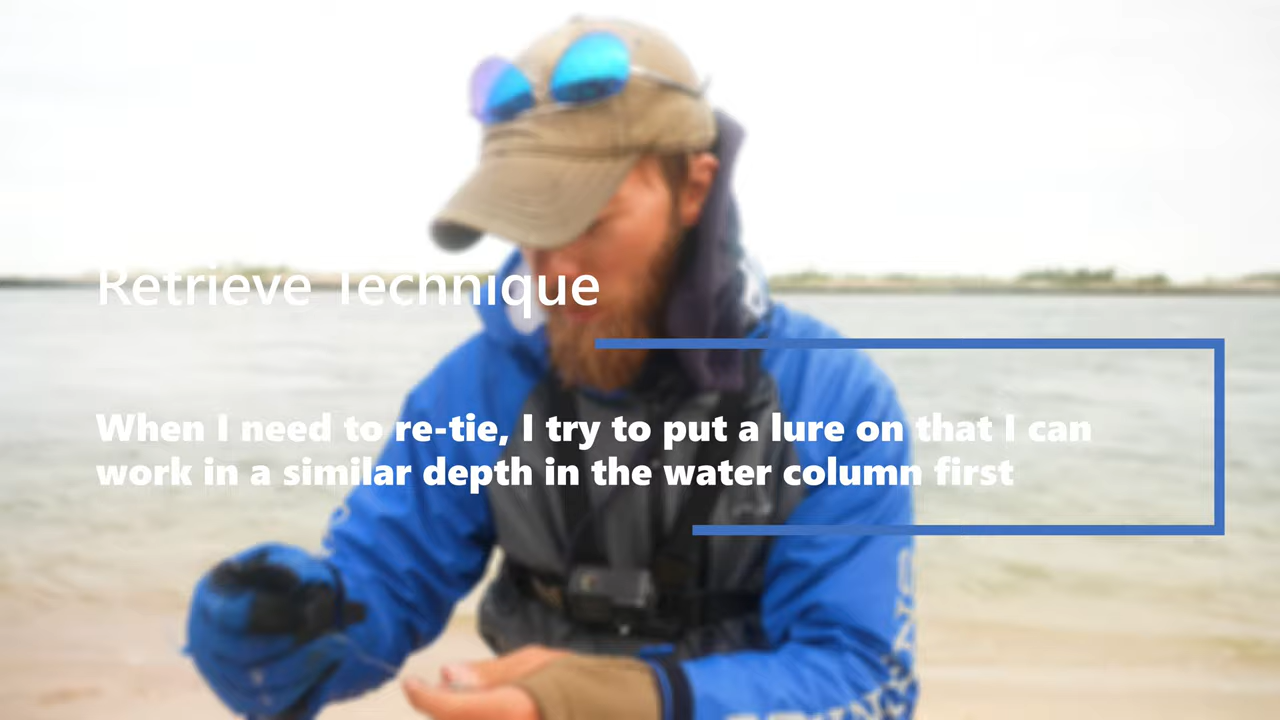 Retrieve Technique
When I need to re-tie, I try to put a lure on that I can
work in a similar depth in the water column first